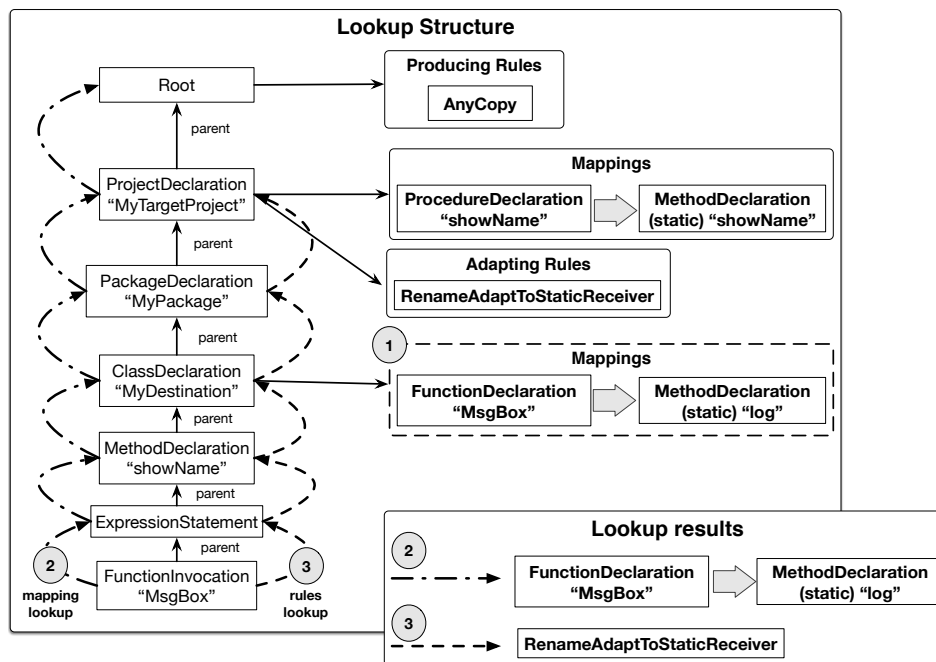 Lookup Structure
Producing Rules
AnyCopy
Root
parent
ProjectDeclaration
“MyTargetProject”
Mappings
ProcedureDeclaration
“showName”
MethodDeclaration
(static) “showName”
parent
Adapting Rules
RenameAdaptToStaticReceiver
PackageDeclaration
“MyPackage”
parent
1
Mappings
FunctionDeclaration
“MsgBox”
MethodDeclaration
(static) “log”
ClassDeclaration
“MyDestination”
parent
MethodDeclaration
“showName”
parent
ExpressionStatement
parent
2
mapping
lookup
FunctionInvocation
“MsgBox”
3
rules
lookup
Lookup results
2
FunctionDeclaration
“MsgBox”
MethodDeclaration
(static) “log”
3
RenameAdaptToStaticReceiver